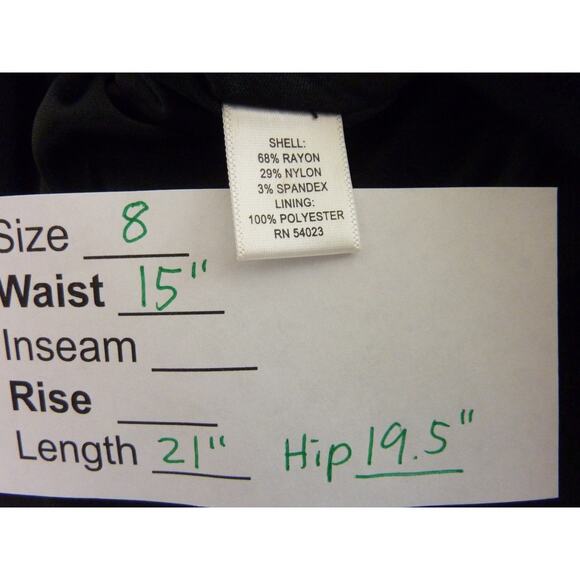 SHELL:
68% RAYON
29% NYLON
3% SPANDEX
LINING:
100% POLYESTER
RN 54023
Size 8
Waist 15"
Inseam
Rise
Length 21" Hip 19.5"